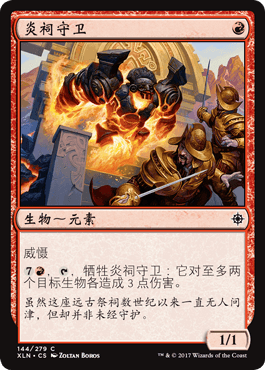 炎祠守卫
生物～元素
威慑
7，，牺牲炎祠守卫：它对至多两
个目标生物各造成3点伤害。
虽然这座远古祭祠数世纪以来一直无人问
津，但却并非未经守护。
1/1
144/279 C
XLN • CS ZOLTAN BOROS
™ & © 2017 Wizards of the Coast